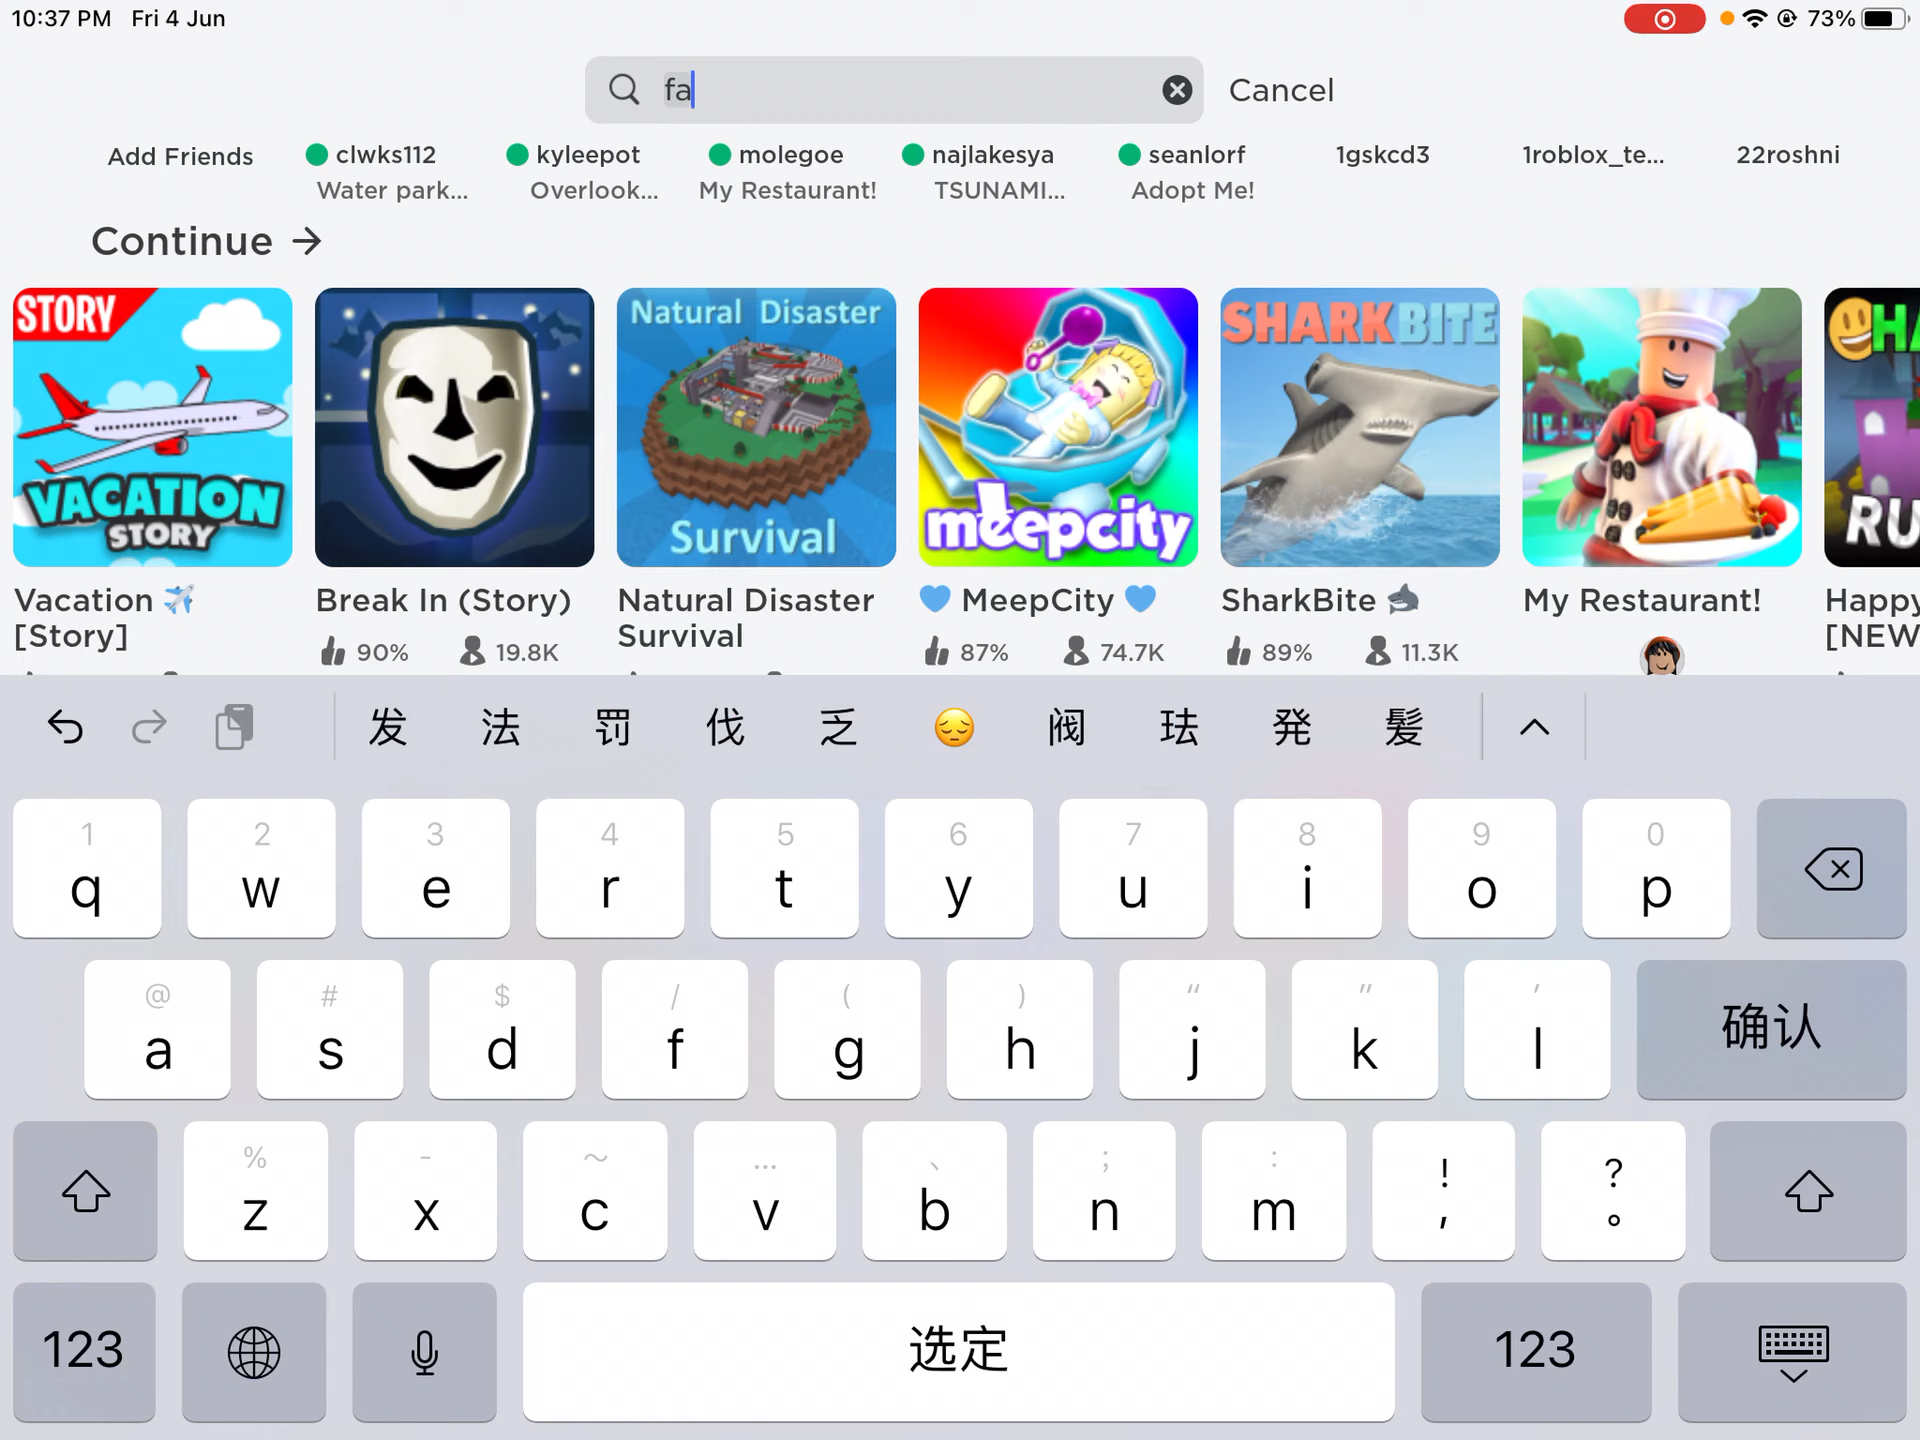 10:37 PM Fri 4 Jun 73%
fa Cancel
Add Friends clwks112 kyleepot molegoe najlakesya seanlorf 1gskcd3 1roblox_te... 22roshni
Water park... Overlook... My Restaurant! TSUNAMI... Adopt Me!
Continue →
STORY
VACATION
STORY
Natural Disaster
Survival
meepcity
SHARKBITE
HA
RU
Vacation ✈️
[Story]
Break In (Story)
90% 19.8K
Natural Disaster
Survival
💙 MeepCity 💙
87% 74.7K
SharkBite 🦈
89% 11.3K
My Restaurant!
Happy
[NEW
发 法 罚 伐 乏 😔 阀 珐 発 髪
1 2 3 4 5 6 7 8 9 0
q w e r t y u i o p
@ # $ / ( ) “ ” ’
a s d f g h j k l 确认
% - ~ … 、 ; : ! ?
z x c v b n m , 。
123 选定 123